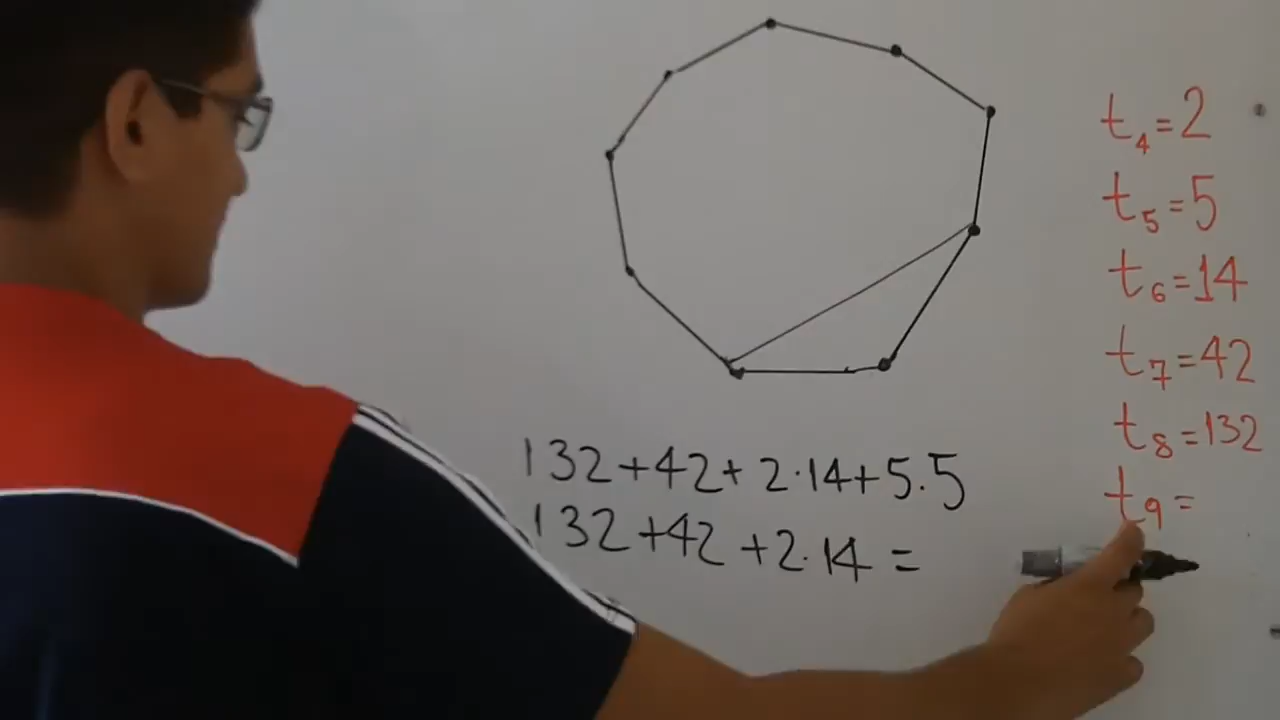 t₄=2
t₅=5
t₆=14
t₇=42
t₈=132
t₉=
132+42+2·14+5.5
132+42+2·14=